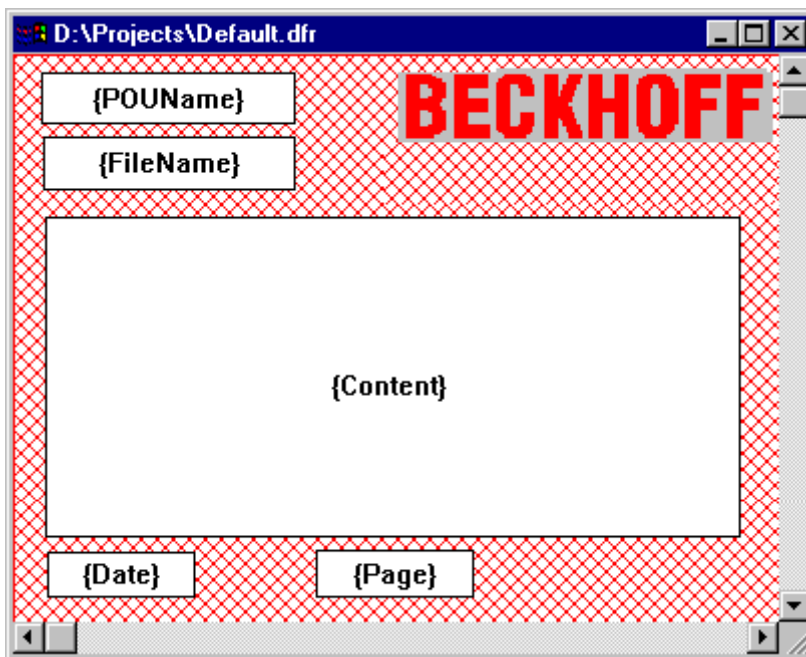 D:\Projects\Default.dfr
{POUName}
BECKHOFF
{FileName}
{Content}
{Date}
{Page}